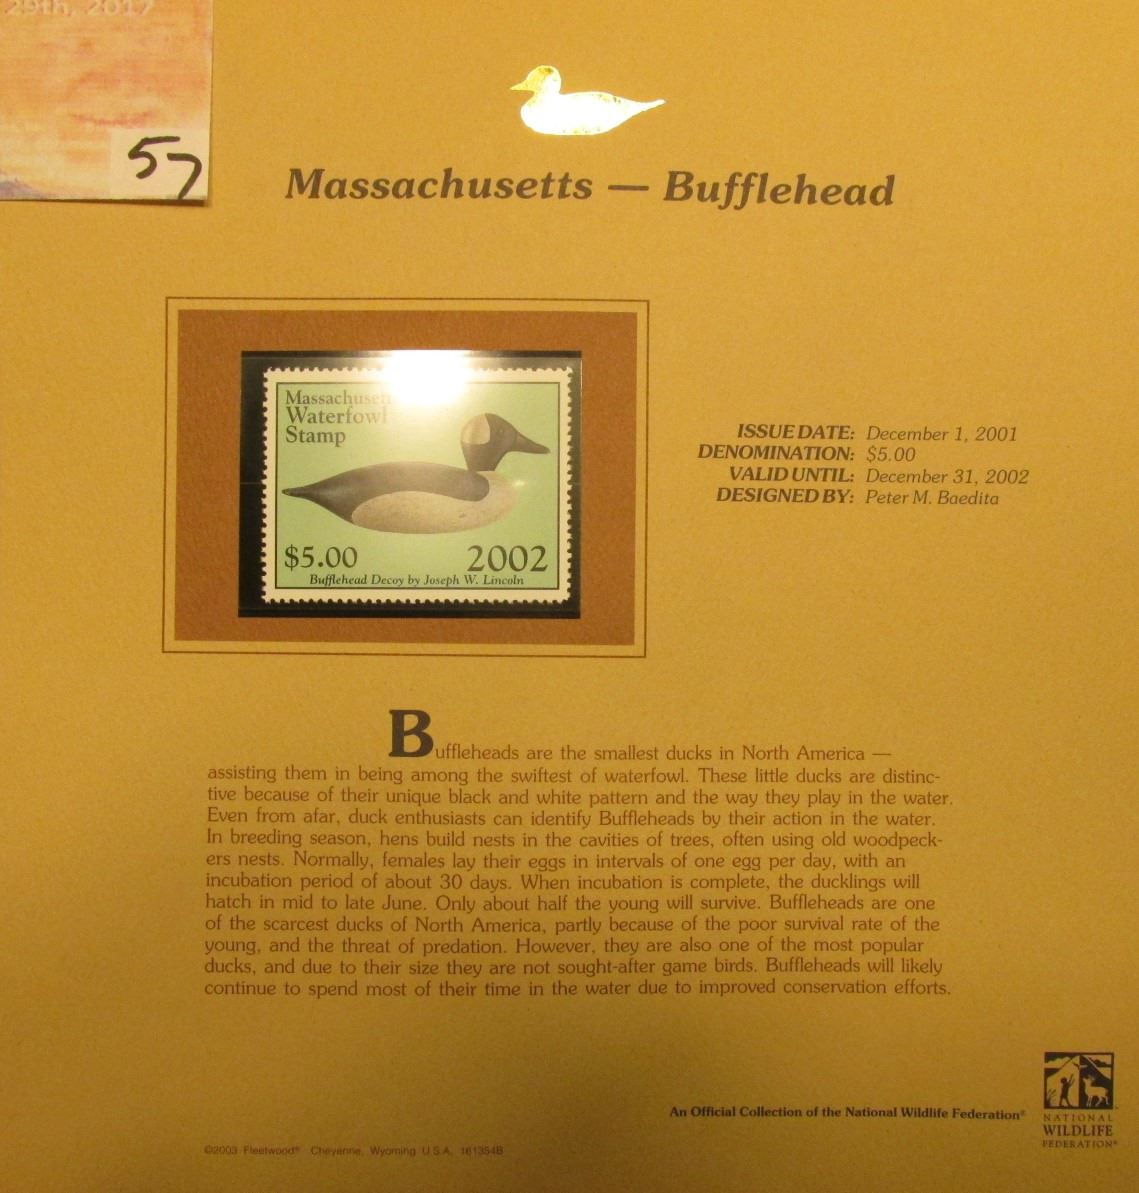 29th, 2017
57
Massachusetts — Bufflehead
Massachuset
Waterfowl
Stamp
$5.00
2002
Bufflehead Decoy by Joseph W. Lincoln
ISSUE DATE: December 1, 2001
DENOMINATION: $5.00
VALID UNTIL: December 31, 2002
DESIGNED BY: Peter M. Baedita
Buffleheads are the smallest ducks in North America —
assisting them in being among the swiftest of waterfowl. These little ducks are distinc-
tive because of their unique black and white pattern and the way they play in the water.
Even from afar, duck enthusiasts can identify Buffleheads by their action in the water.
In breeding season, hens build nests in the cavities of trees, often using old woodpeck-
ers nests. Normally, females lay their eggs in intervals of one egg per day, with an
incubation period of about 30 days. When incubation is complete, the ducklings will
hatch in mid to late June. Only about half the young will survive. Buffleheads are one
of the scarcest ducks of North America, partly because of the poor survival rate of the
young, and the threat of predation. However, they are also one of the most popular
ducks, and due to their size they are not sought-after game birds. Buffleheads will likely
continue to spend most of their time in the water due to improved conservation efforts.
An Official Collection of the National Wildlife Federation®
NATIONAL
WILDLIFE
FEDERATION®
©2003 Fleetwood® Cheyenne, Wyoming U.S.A. 161354B